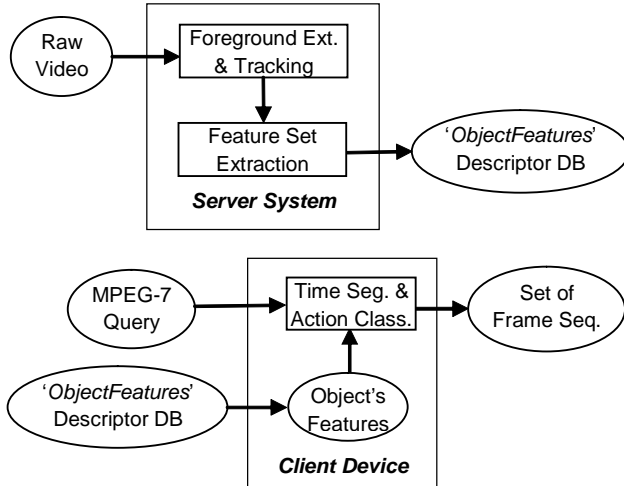 Raw
Video
Foreground Ext.
& Tracking
Feature Set
Extraction
'ObjectFeatures'
Descriptor DB
Server System
MPEG-7
Query
Time Seg. &
Action Class.
Set of
Frame Seq.
'ObjectFeatures'
Descriptor DB
Object's
Features
Client Device